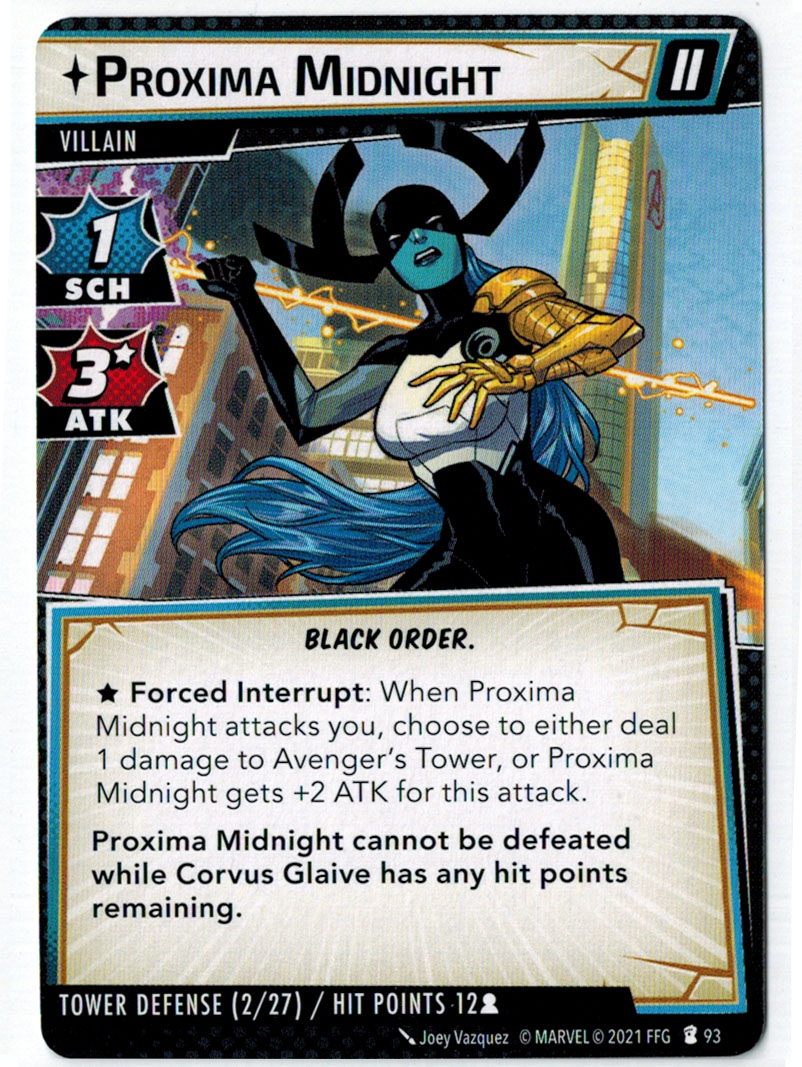 PROXIMA MIDNIGHT
II
VILLAIN
1
SCH
3★
ATK
BLACK ORDER.
★ Forced Interrupt: When Proxima
Midnight attacks you, choose to either deal
1 damage to Avenger's Tower, or Proxima
Midnight gets +2 ATK for this attack.
Proxima Midnight cannot be defeated
while Corvus Glaive has any hit points
remaining.
TOWER DEFENSE (2/27) / HIT POINTS 12
Joey Vazquez © MARVEL © 2021 FFG 93